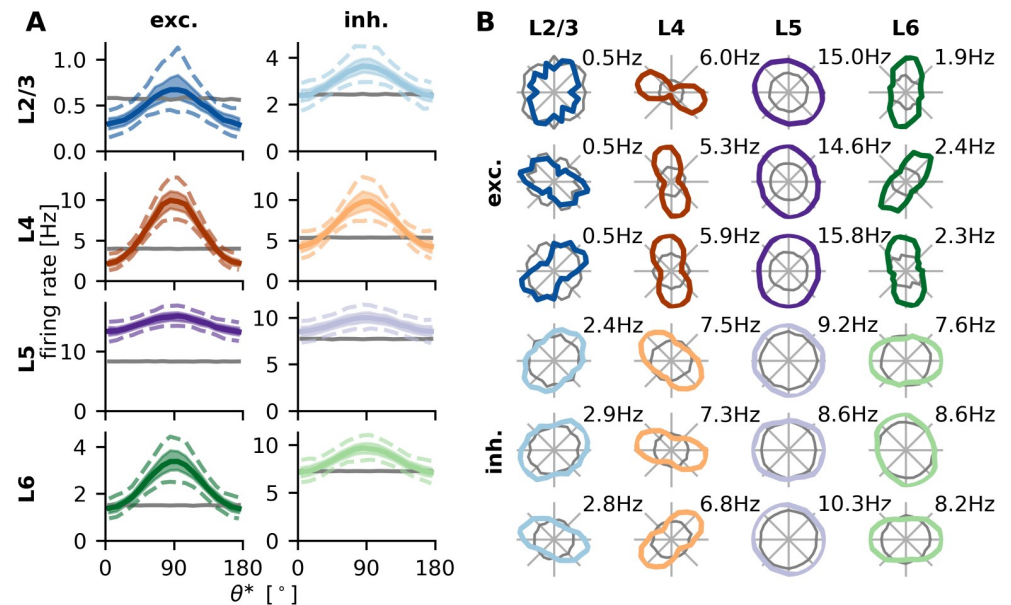 A
exc.
inh.
L2/3
1.0
0.5
0.0
4
2
0
L4
10
5
0
10
5
0
firing rate [Hz]
L5
10
0
10
5
0
L6
4
2
0
10
5
0
0 90 180
0 90 180
θ* [°]
B
L2/3 L4 L5 L6
exc.
0.5Hz 6.0Hz 15.0Hz 1.9Hz
0.5Hz 5.3Hz 14.6Hz 2.4Hz
0.5Hz 5.9Hz 15.8Hz 2.3Hz
inh.
2.4Hz 7.5Hz 9.2Hz 7.6Hz
2.9Hz 7.3Hz 8.6Hz 8.6Hz
2.8Hz 6.8Hz 10.3Hz 8.2Hz